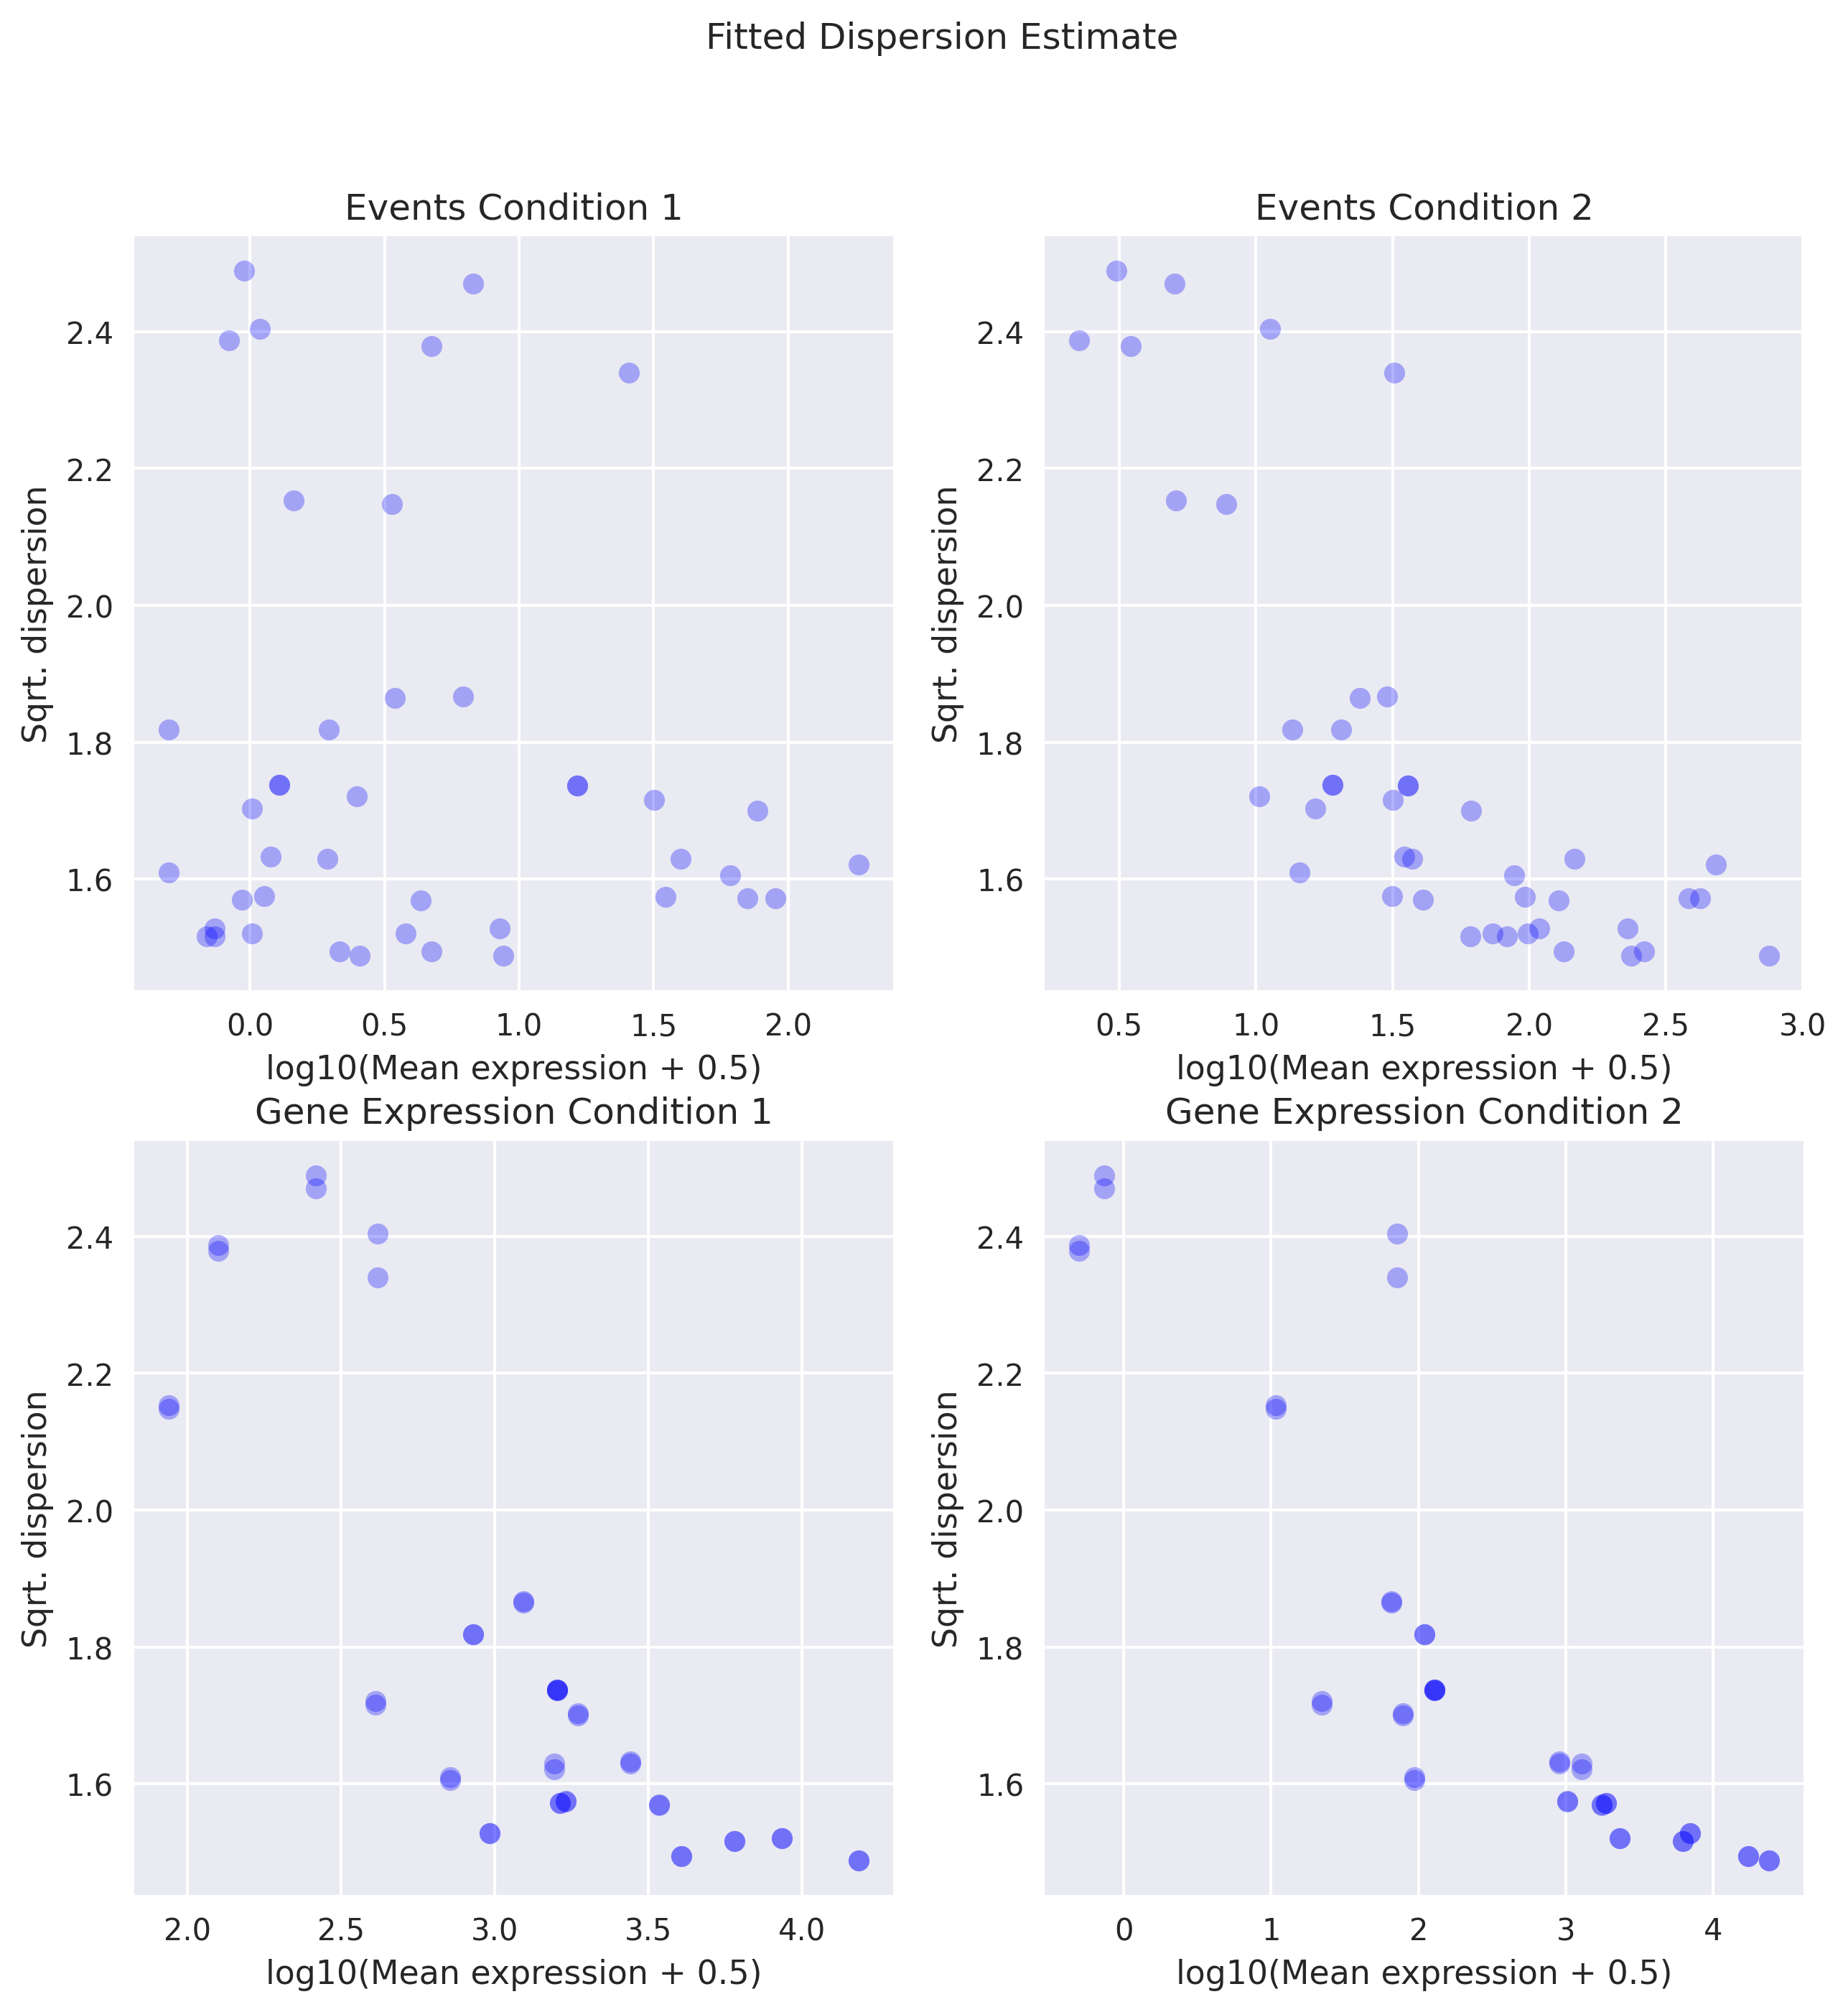 Fitted Dispersion Estimate
Events Condition 1
Sqrt. dispersion
2.4
2.2
2.0
1.8
1.6
0.0 0.5 1.0 1.5 2.0
log10(Mean expression + 0.5)
Events Condition 2
Sqrt. dispersion
2.4
2.2
2.0
1.8
1.6
0.5 1.0 1.5 2.0 2.5 3.0
log10(Mean expression + 0.5)
Gene Expression Condition 1
Sqrt. dispersion
2.4
2.2
2.0
1.8
1.6
2.0 2.5 3.0 3.5 4.0
log10(Mean expression + 0.5)
Gene Expression Condition 2
Sqrt. dispersion
2.4
2.2
2.0
1.8
1.6
0 1 2 3 4
log10(Mean expression + 0.5)